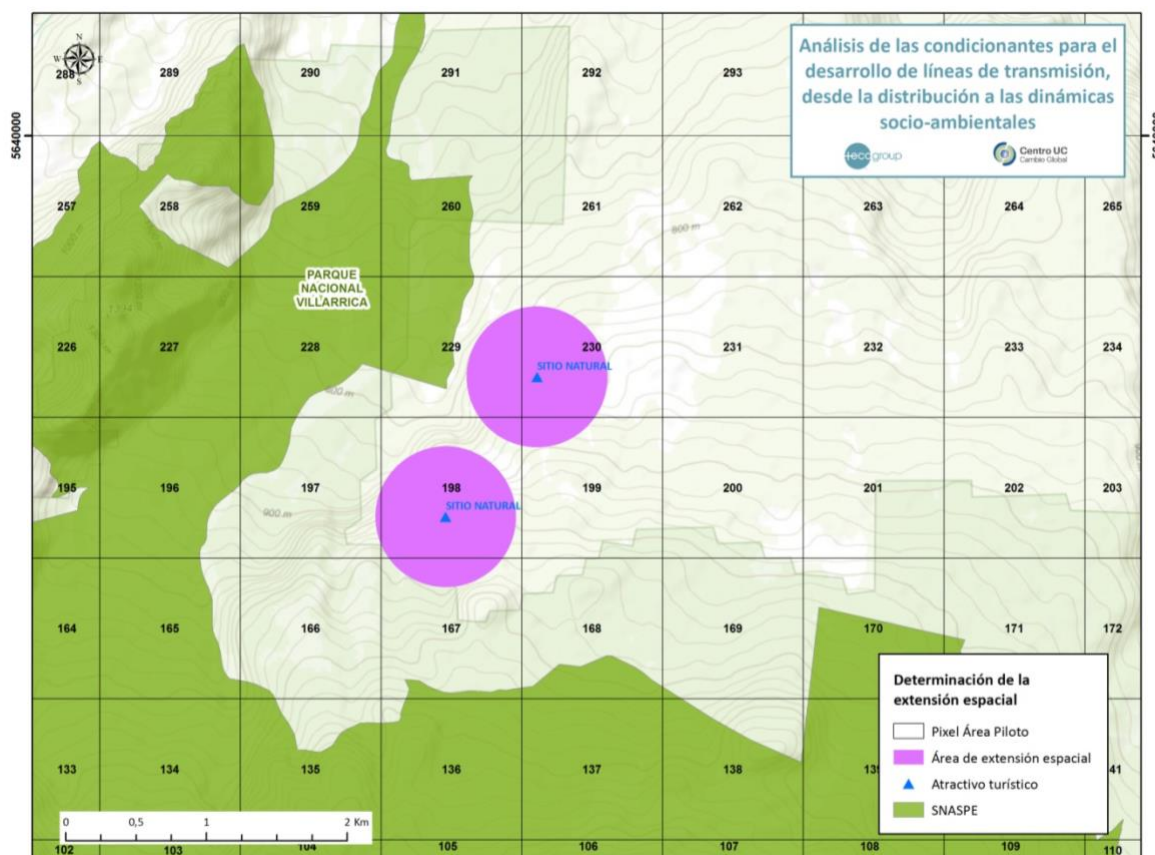 Análisis de las condicionantes para el
desarrollo de líneas de transmisión,
desde la distribución a las dinámicas
socio-ambientales
ecogroup
Centro UC
Cambio Global
N
W
E
S
288
289
290
291
292
293
5640000
257
258
259
260
261
262
263
264
265
800 m
PARQUE
NACIONAL
VILLARRICA
226
227
228
229
230
231
232
233
234
SITIO NATURAL
195
196
197
198
199
200
201
202
203
SITIO NATURAL
900 m
164
165
166
167
168
169
170
171
172
133
134
135
136
137
138
Determinación de la
extensión espacial
Pixel Área Piloto
Área de extensión espacial
Atractivo turístico
SNASPE
0
0,5
1
2 Km
102
103
104
105
106
107
108
109
110